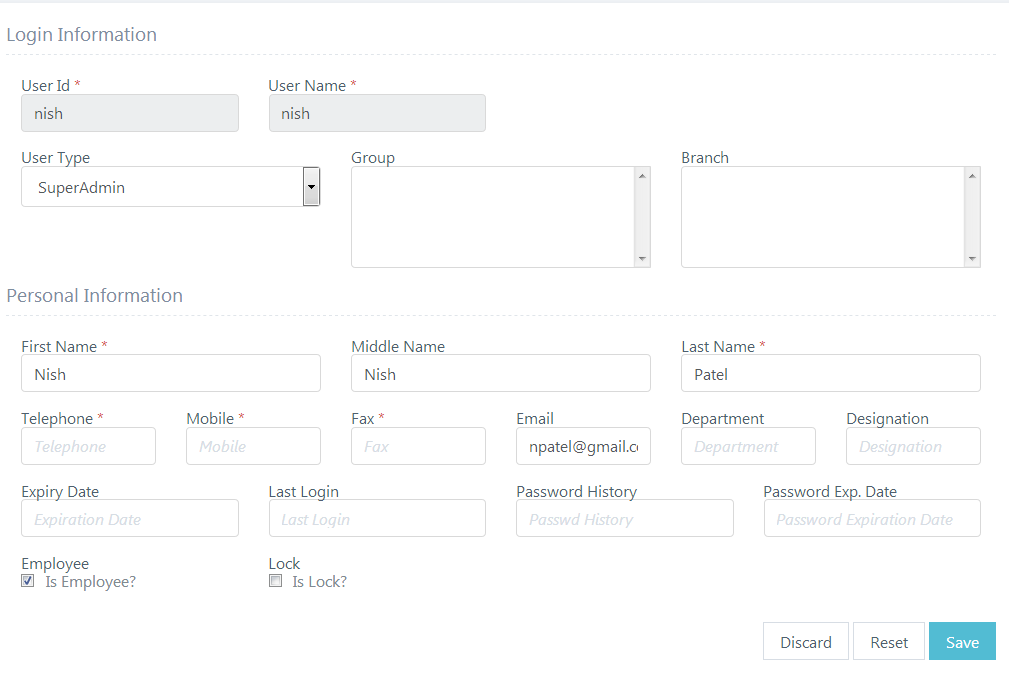 Login Information
User Id * User Name *
nish nish
User Type Group Branch
SuperAdmin
Personal Information
First Name * Middle Name Last Name *
Nish Nish Patel
Telephone * Mobile * Fax * Email Department Designation
Telephone Mobile Fax npatel@gmail.co Department Designation
Expiry Date Last Login Password History Password Exp. Date
Expiration Date Last Login Passwd History Password Expiration Date
Employee Lock
Is Employee? Is Lock?
Discard Reset Save